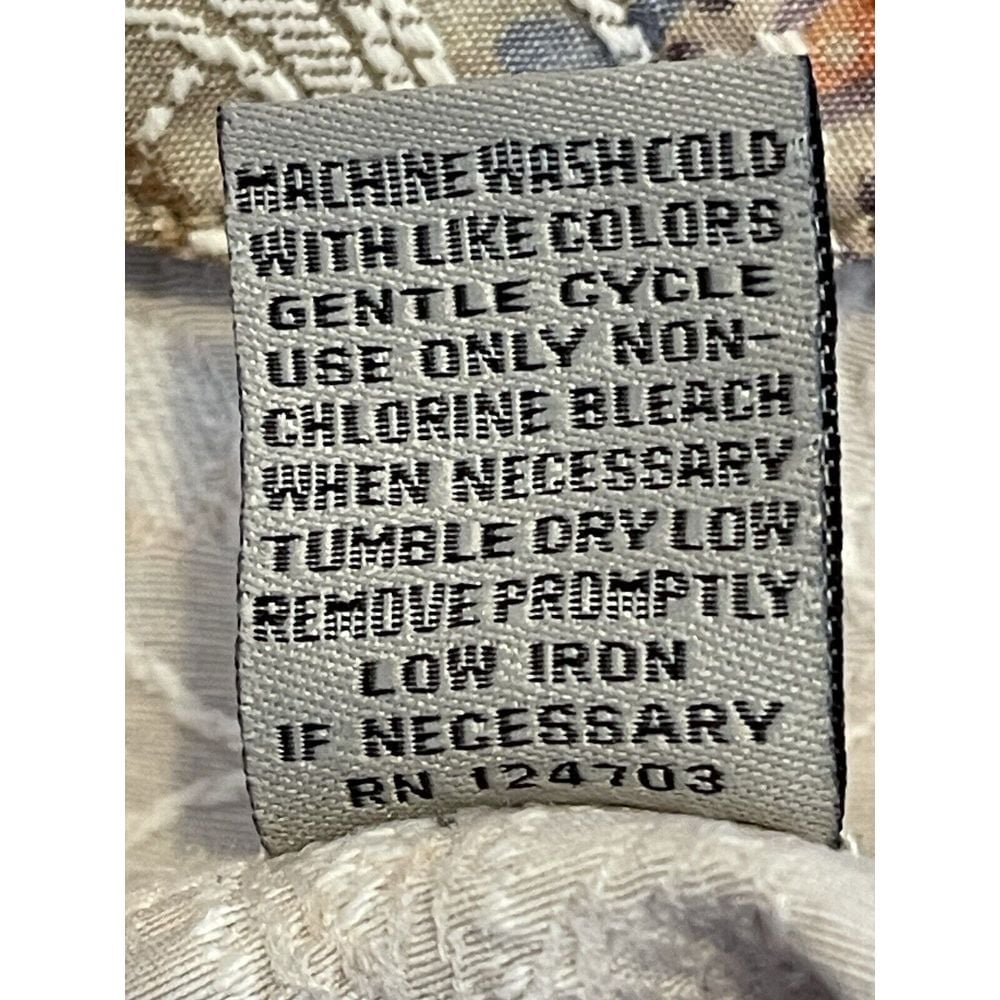 MACHINE WASH COLD
WITH LIKE COLORS
GENTLE CYCLE
USE ONLY NON-
CHLORINE BLEACH
WHEN NECESSARY
TUMBLE DRY LOW
REMOVE PROMPTLY
LOW IRON
IF NECESSARY
RN 124703